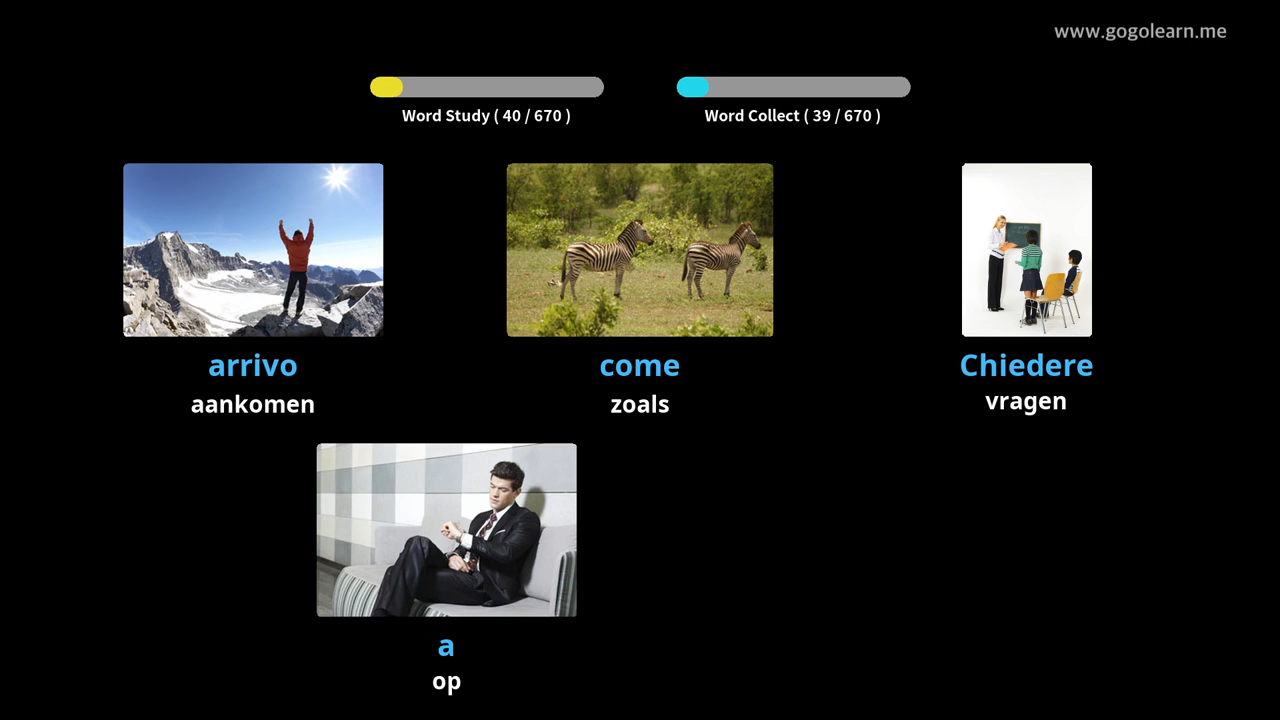 www.gogolearn.me
Word Study ( 40 / 670 )
Word Collect ( 39 / 670 )
arrivo
aankomen
come
zoals
Chiedere
vragen
a
op